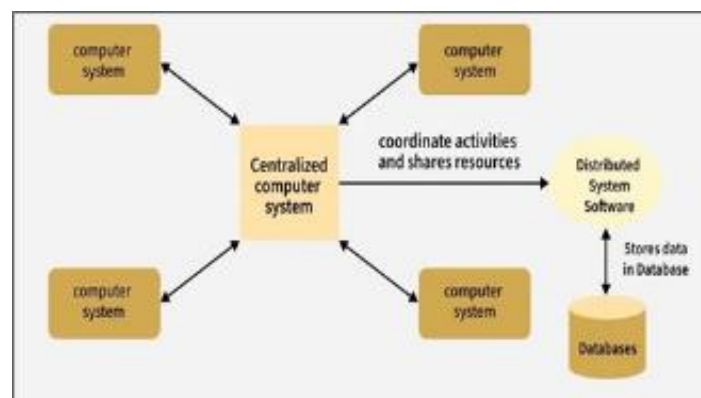 computer
system
computer
system
coordinate activities
and shares resources
Centralized
computer
system
Distributed
System
Software
Stores data
in Database
computer
system
computer
system
Databases